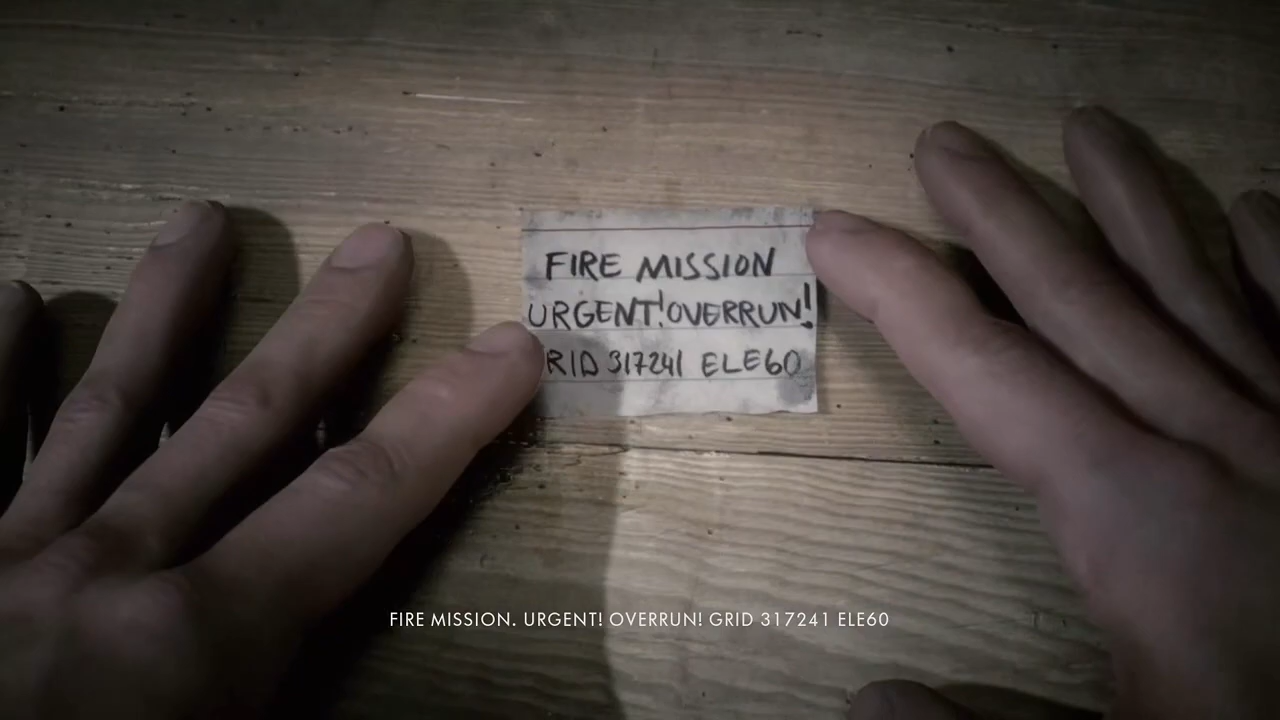 FIRE MISSION
URGENT! OVERRUN!
RID 317241 ELE60
FIRE MISSION. URGENT! OVERRUN! GRID 317241 ELE60